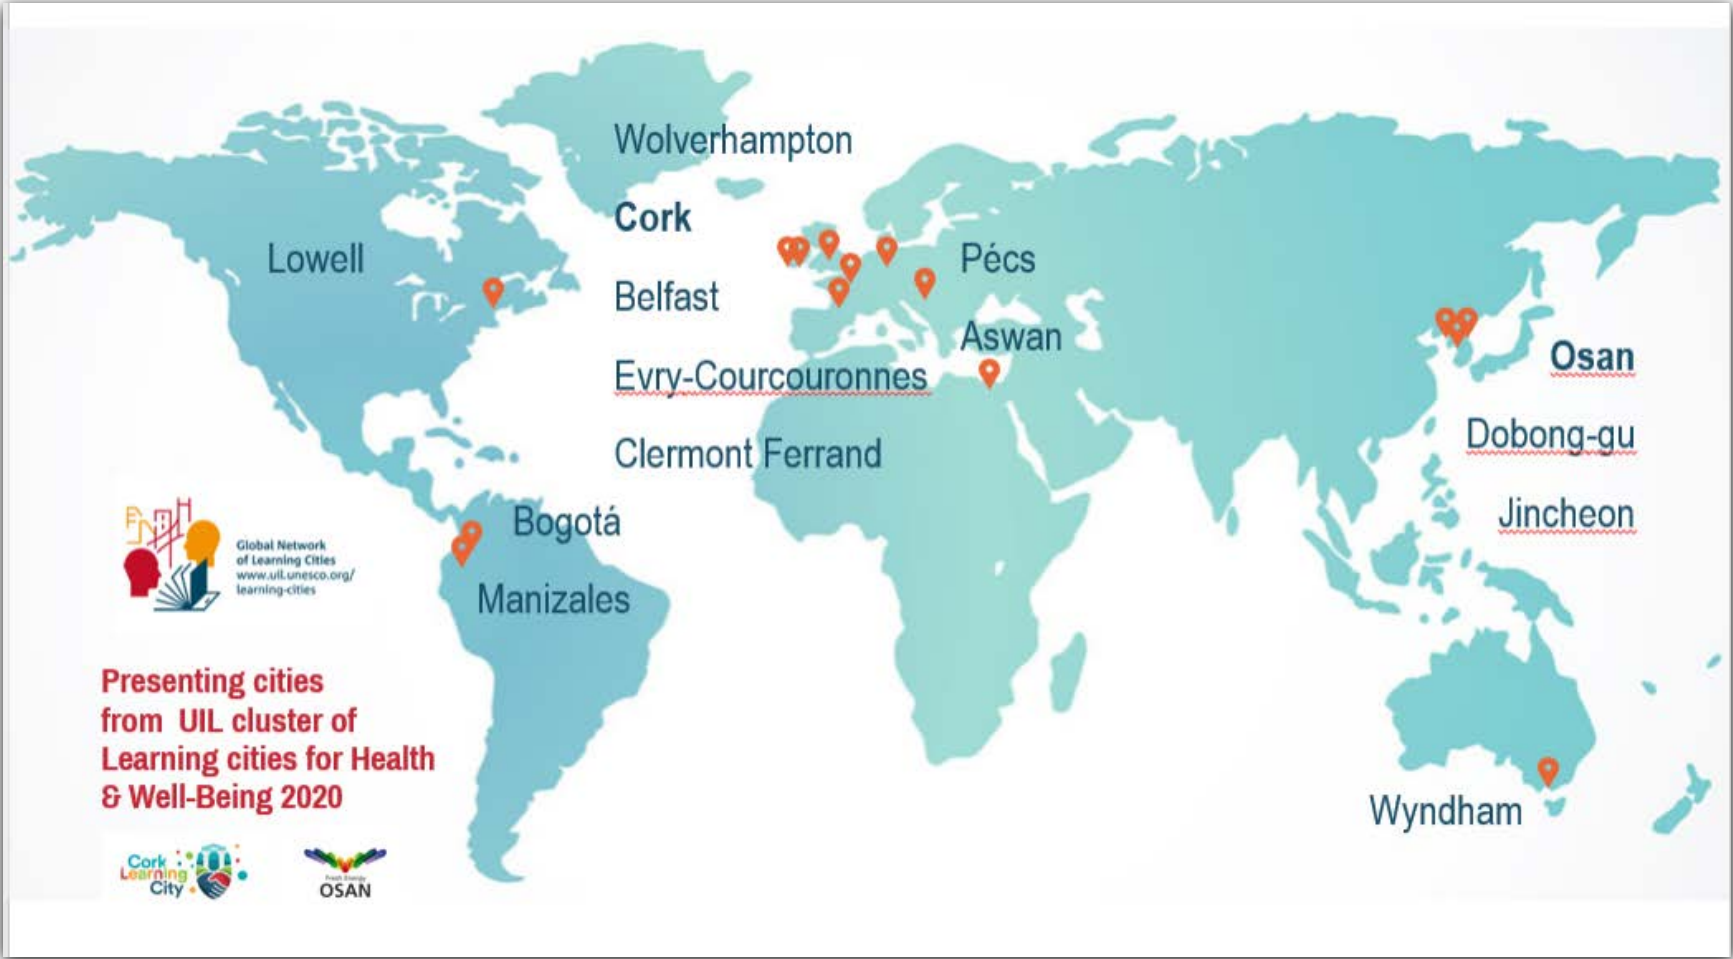 Wolverhampton
Cork
Lowell
Pécs
Belfast
Aswan
Osan
Evry-Courcouronnes
Dobong-gu
Clermont Ferrand
Jincheon
Bogotá
Manizales
Global Network
of Learning Cities
www.uil.unesco.org/
learning-cities
Presenting cities
from UIL cluster of
Learning cities for Health
& Well-Being 2020
Wyndham
Cork
Learning
City
Fresh Energy
OSAN